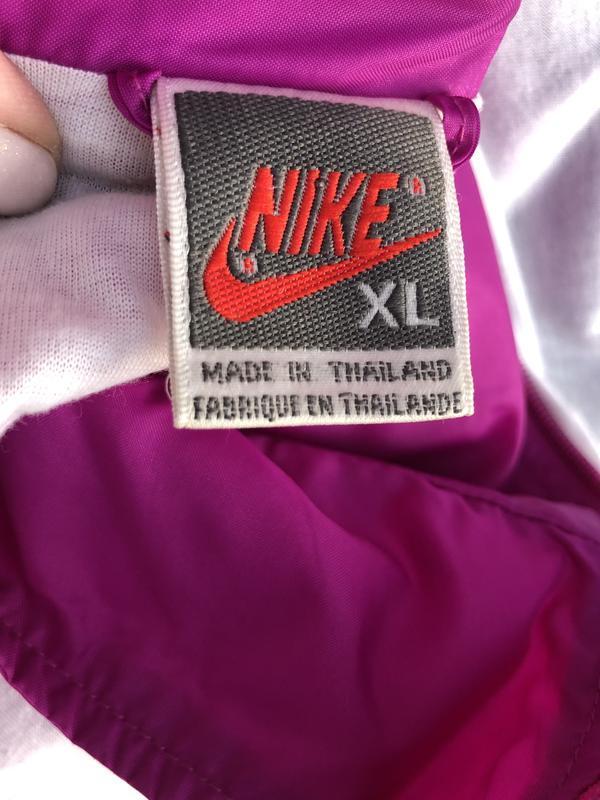 NIKE ®
®
XL
MADE IN THAILAND
FABRIQUE EN THAILANDE